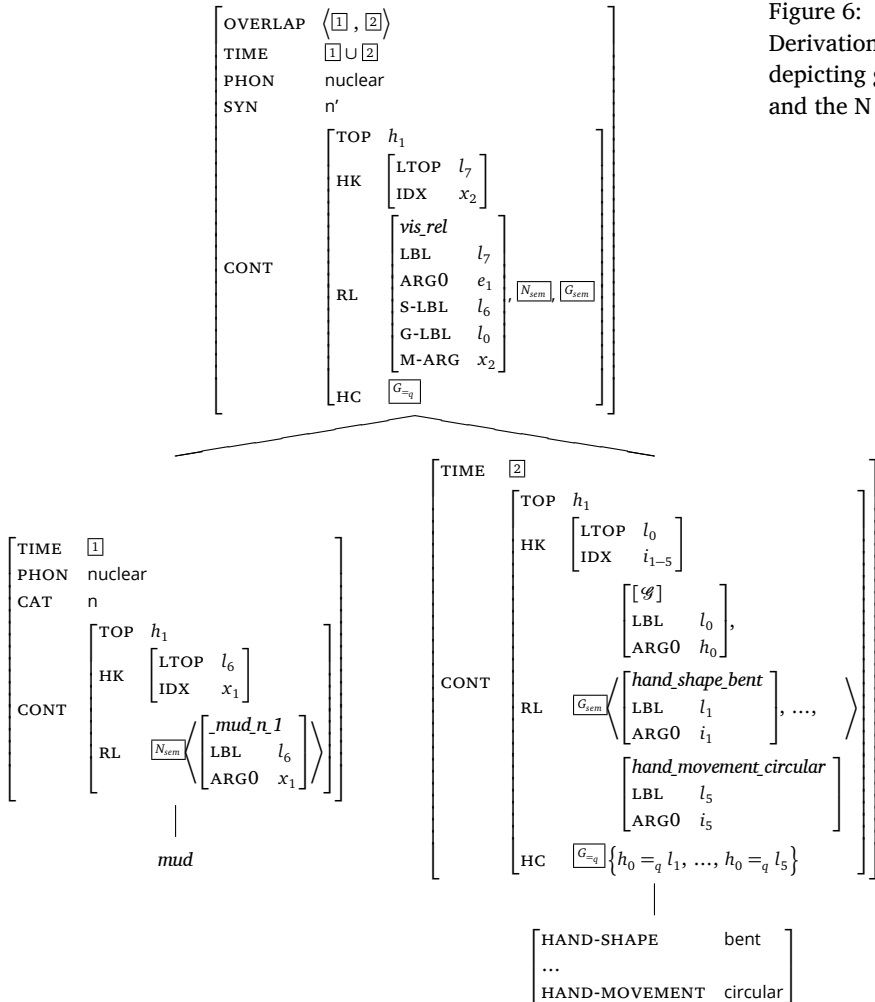 Figure 6:
Derivation
depicting g
and the N
OVERLAP ⟨1 , 2⟩
TIME 1 ∪ 2
PHON nuclear
SYN n’
CONT
TOP h1
HK
LTOP l7
IDX x2
RL
vis_rel
LBL l7
ARG0 e1
S-LBL l6
G-LBL l0
M-ARG x2
, Nsem, Gsem
HC G=q
TIME 1
PHON nuclear
CAT n
CONT
TOP h1
HK
LTOP l6
IDX x1
RL Nsem
_mud_n_1
LBL l6
ARG0 x1
mud
TIME 2
CONT
TOP h1
HK
LTOP l0
IDX i1–5
RL Gsem
[𝒢]
LBL l0
ARG0 h0
,
hand_shape_bent
LBL l1
ARG0 i1
, …,
hand_movement_circular
LBL l5
ARG0 i5
HC G=q {h0 =q l1, …, h0 =q l5}
HAND-SHAPE bent
…
HAND-MOVEMENT circular